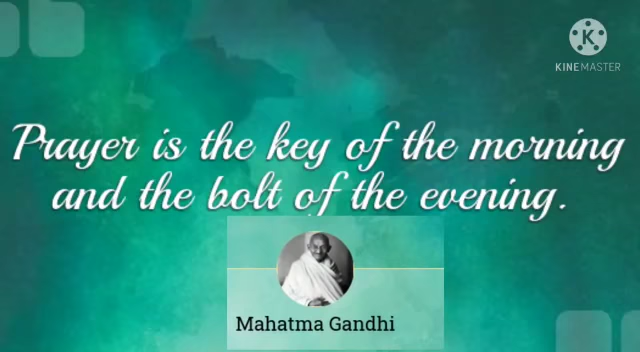 KINEMASTER
Prayer is the key of the morning
and the bolt of the evening.
Mahatma Gandhi